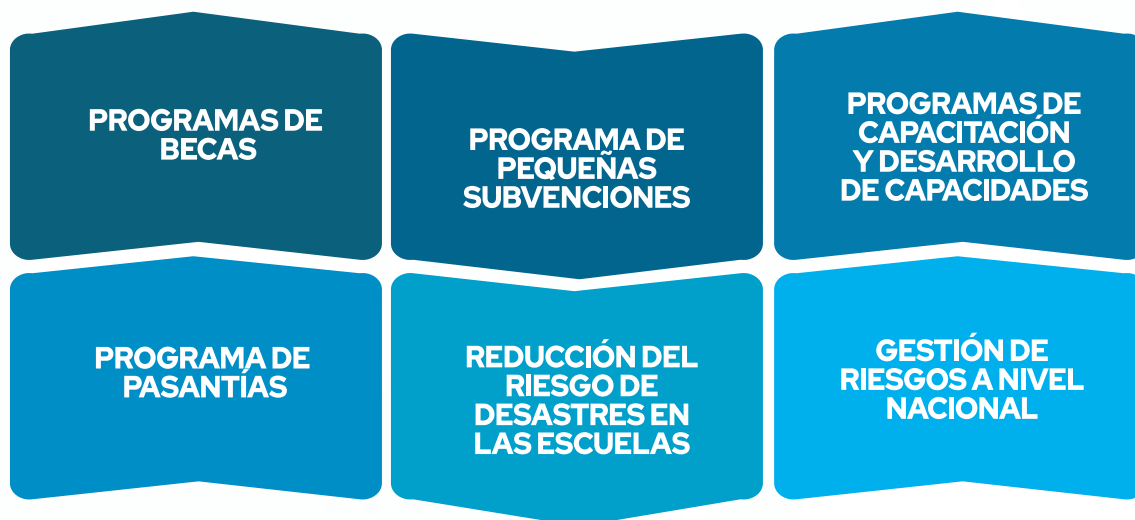 PROGRAMAS DE
BECAS
PROGRAMA DE
PEQUEÑAS
SUBVENCIONES
PROGRAMAS DE
CAPACITACIÓN
Y DESARROLLO
DE CAPACIDADES
PROGRAMA DE
PASANTÍAS
REDUCCIÓN DEL
RIESGO DE
DESASTRES EN
LAS ESCUELAS
GESTIÓN DE
RIESGOS A NIVEL
NACIONAL